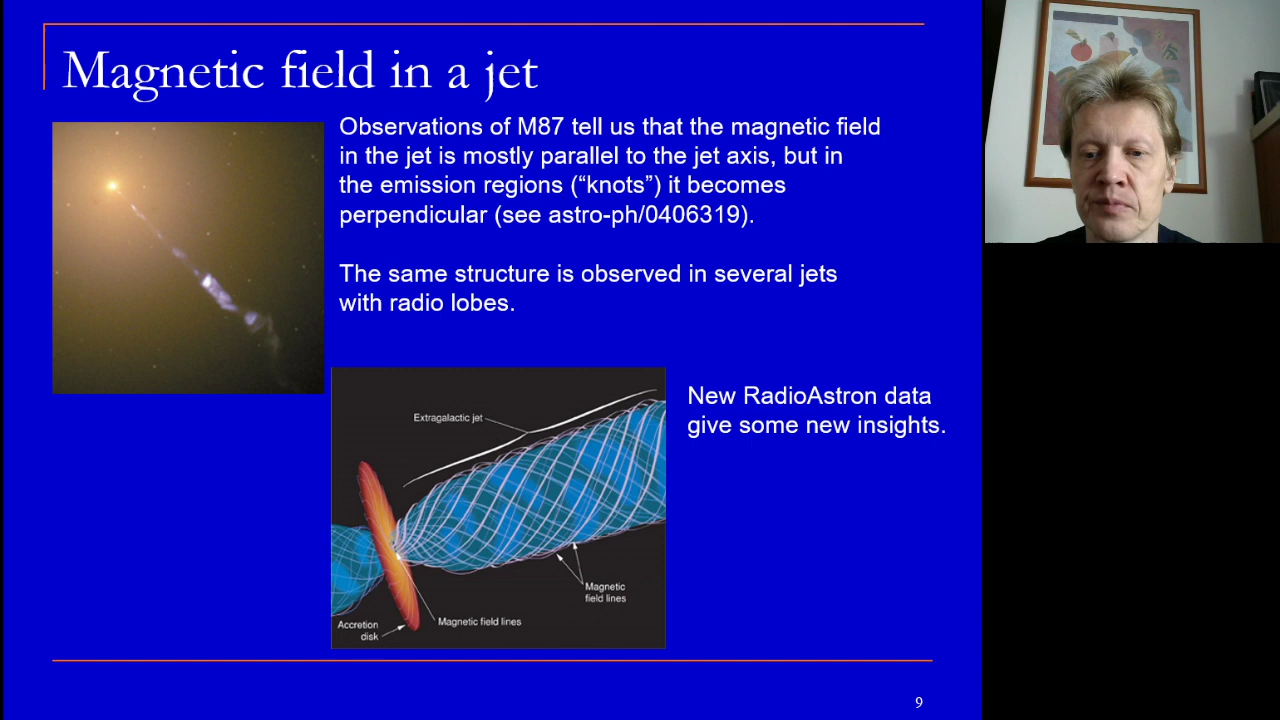 Magnetic field in a jet
Observations of M87 tell us that the magnetic field
in the jet is mostly parallel to the jet axis, but in
the emission regions (“knots”) it becomes
perpendicular (see astro-ph/0406319).
The same structure is observed in several jets
with radio lobes.
New RadioAstron data
give some new insights.
Extragalactic jet
Magnetic
field lines
Magnetic field lines
Accretion
disk
9